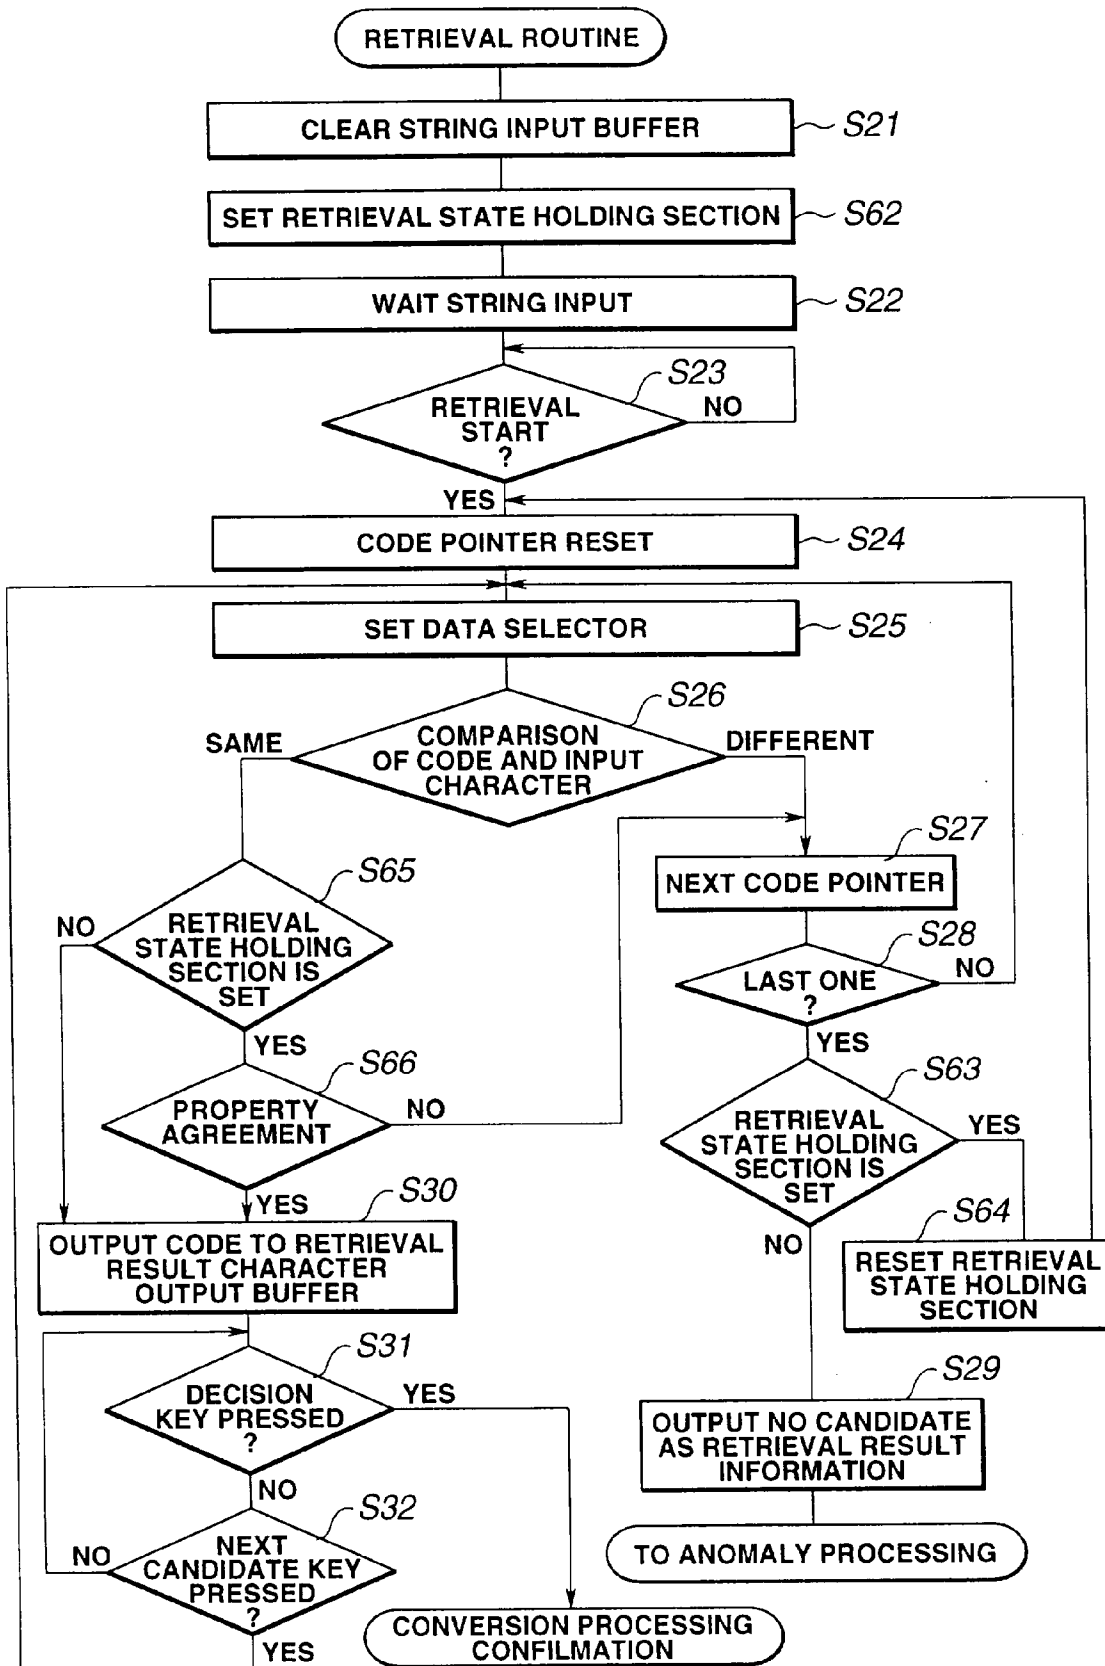 RETRIEVAL ROUTINE
CLEAR STRING INPUT BUFFER
S21
SET RETRIEVAL STATE HOLDING SECTION
S62
WAIT STRING INPUT
S22
S23
RETRIEVAL
START
?
NO
YES
CODE POINTER RESET
S24
SET DATA SELECTOR
S25
S26
SAME
COMPARISON
OF CODE AND INPUT
CHARACTER
DIFFERENT
S27
NEXT CODE POINTER
S65
NO
RETRIEVAL
STATE HOLDING
SECTION IS
SET
YES
S28
LAST ONE
?
NO
YES
S66
PROPERTY
AGREEMENT
NO
YES
S63
RETRIEVAL
STATE HOLDING
SECTION IS
SET
YES
NO
S64
RESET RETRIEVAL
STATE HOLDING
SECTION
S30
OUTPUT CODE TO RETRIEVAL
RESULT CHARACTER
OUTPUT BUFFER
S31
DECISION
KEY PRESSED
?
YES
NO
S29
OUTPUT NO CANDIDATE
AS RETRIEVAL RESULT
INFORMATION
S32
NO
NEXT
CANDIDATE KEY
PRESSED
?
YES
TO ANOMALY PROCESSING
CONVERSION PROCESSING
CONFILMATION